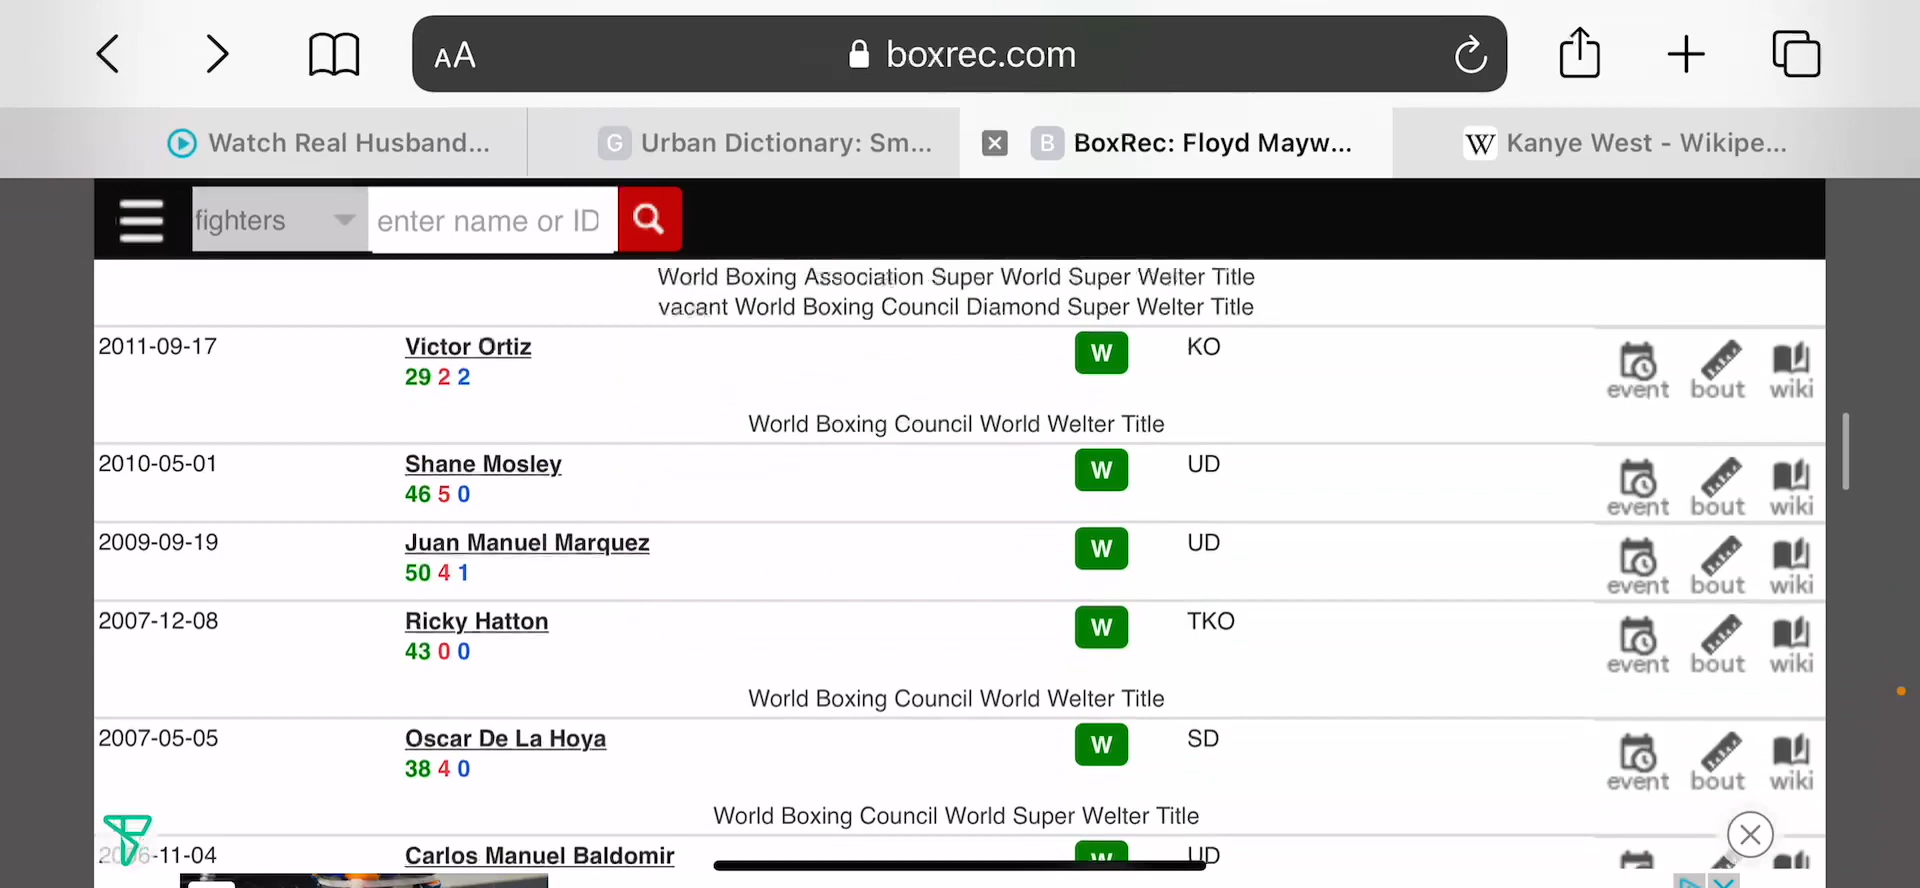 AA
boxrec.com
Watch Real Husband...
G Urban Dictionary: Sm...
B BoxRec: Floyd Mayw...
W Kanye West - Wikipe...
fighters
enter name or ID
World Boxing Association Super World Super Welter Title
vacant World Boxing Council Diamond Super Welter Title
2011-09-17 Victor Ortiz W KO
29 2 2
event bout wiki
World Boxing Council World Welter Title
2010-05-01 Shane Mosley W UD
46 5 0
event bout wiki
2009-09-19 Juan Manuel Marquez W UD
50 4 1
event bout wiki
2007-12-08 Ricky Hatton W TKO
43 0 0
event bout wiki
World Boxing Council World Welter Title
2007-05-05 Oscar De La Hoya W SD
38 4 0
event bout wiki
World Boxing Council World Super Welter Title
2006-11-04 Carlos Manuel Baldomir W UD